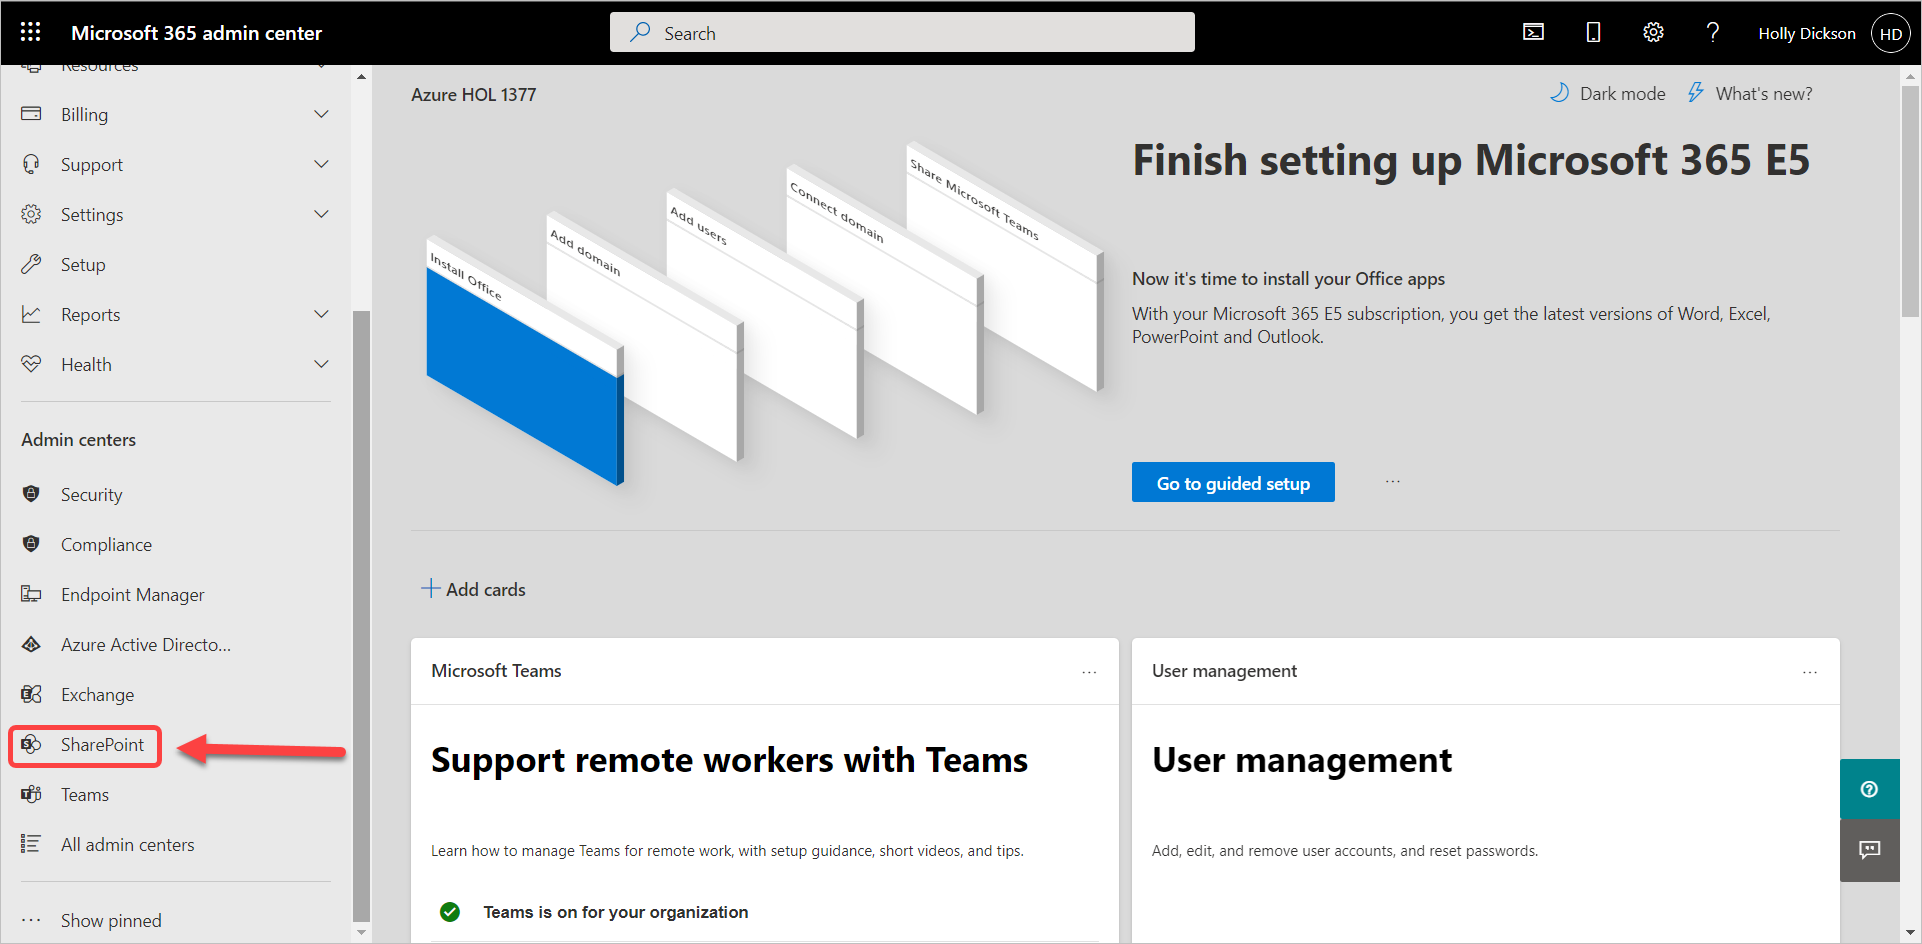 Microsoft 365 admin center
Search
Holly Dickson
HD
Resources
Billing
Support
Settings
Setup
Reports
Health
Admin centers
Security
Compliance
Endpoint Manager
Azure Active Directo...
Exchange
SharePoint
Teams
All admin centers
Show pinned
Azure HOL 1377
Dark mode
What's new?
Install Office
Add domain
Add users
Connect domain
Share Microsoft Teams
Finish setting up Microsoft 365 E5
Now it's time to install your Office apps
With your Microsoft 365 E5 subscription, you get the latest versions of Word, Excel,
PowerPoint and Outlook.
Go to guided setup
Add cards
Microsoft Teams
Support remote workers with Teams
Learn how to manage Teams for remote work, with setup guidance, short videos, and tips.
Teams is on for your organization
User management
User management
Add, edit, and remove user accounts, and reset passwords.